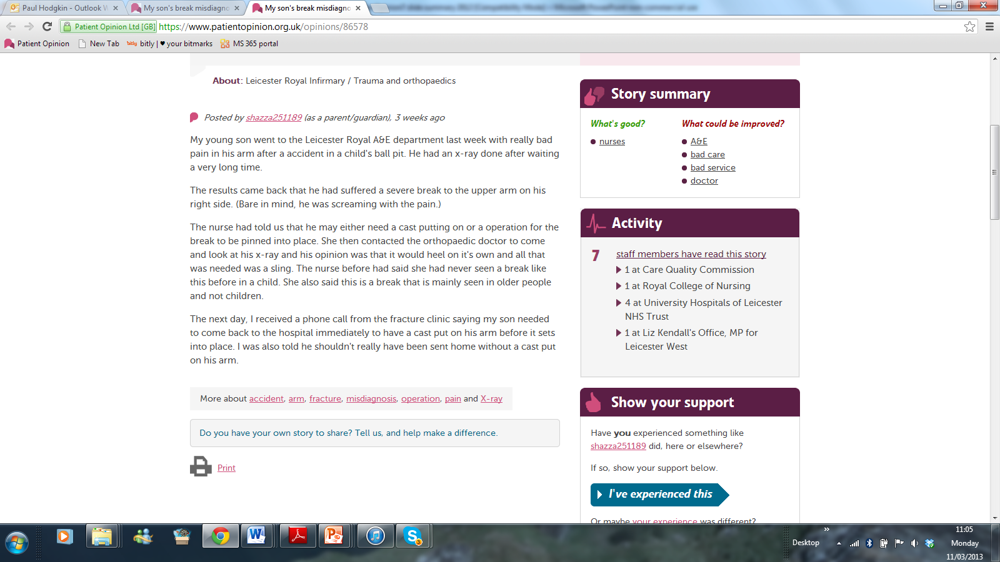 Paul Hodgkin - Outlook W
My son's break misdiagno
My son's break misdiagno
Patient Opinion Ltd [GB]
https://www.patientopinion.org.uk/opinions/86578
Patient Opinion
New Tab
bitly
bitly | ♥ your bitmarks
MS 365 portal
About: Leicester Royal Infirmary / Trauma and orthopaedics
Posted by shazza251189 (as a parent/guardian), 3 weeks ago
My young son went to the Leicester Royal A&E department last week with really bad
pain in his arm after a accident in a child's ball pit. He had an x-ray done after waiting
a very long time.
The results came back that he had suffered a severe break to the upper arm on his
right side. (Bare in mind, he was screaming with the pain.)
The nurse had told us that he may either need a cast putting on or a operation for the
break to be pinned into place. She then contacted the orthopaedic doctor to come
and look at his x-ray and his opinion was that it would heel on it's own and all that
was needed was a sling. The nurse before had said she had never seen a break like
this before in a child. She also said this is a break that is mainly seen in older people
and not children.
The next day, I received a phone call from the fracture clinic saying my son needed
to come back to the hospital immediately to have a cast put on his arm before it sets
into place. I was also told he shouldn't really have been sent home without a cast put
on his arm.
More about accident, arm, fracture, misdiagnosis, operation, pain and X-ray
Do you have your own story to share? Tell us, and help make a difference.
Print
Story summary
What's good?
nurses
What could be improved?
A&E
bad care
bad service
doctor
Activity
7 staff members have read this story
1 at Care Quality Commission
1 at Royal College of Nursing
4 at University Hospitals of Leicester
NHS Trust
1 at Liz Kendall's Office, MP for
Leicester West
Show your support
Have you experienced something like
shazza251189 did, here or elsewhere?
If so, show your support below.
I've experienced this
Or maybe your experience was different?
Desktop
»
11:05
Monday
11/03/2013